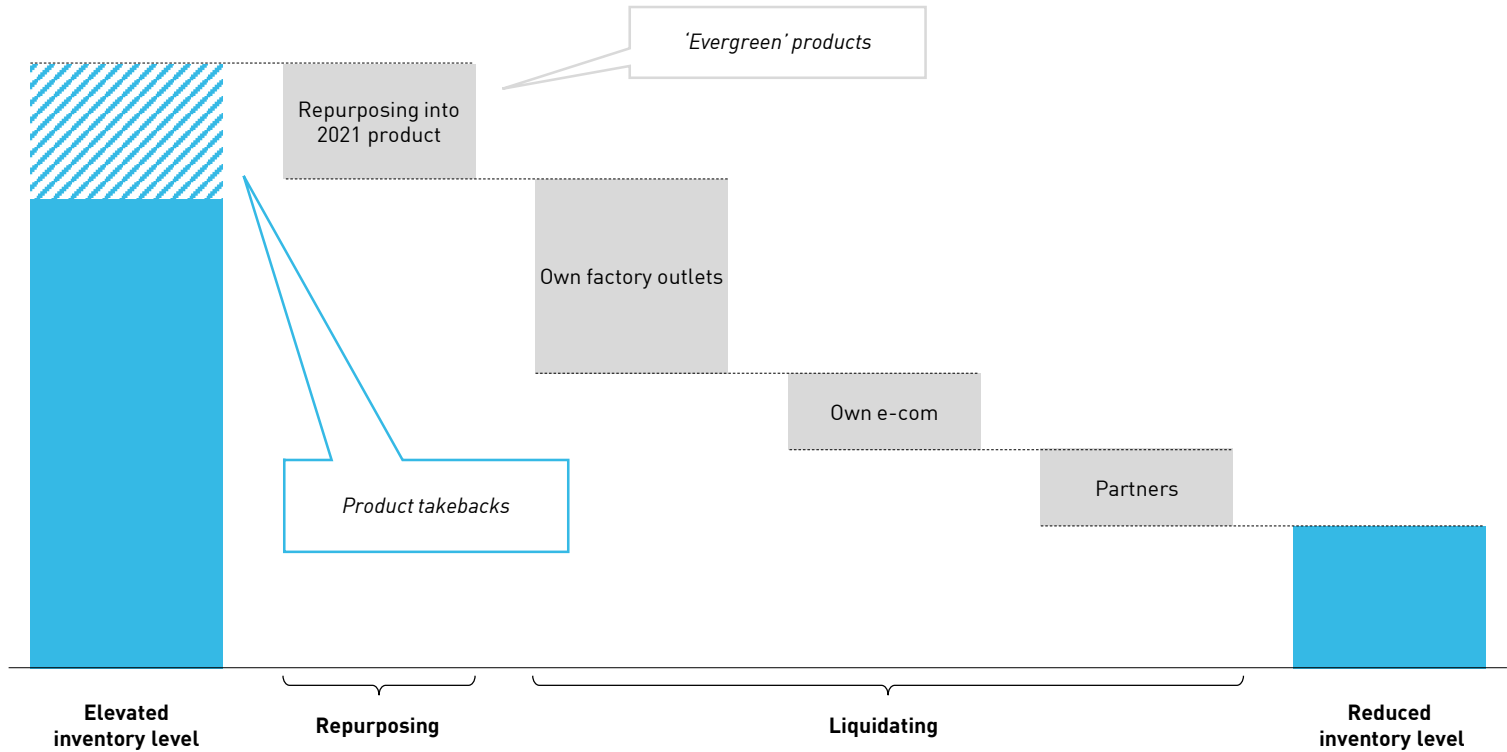 ‘Evergreen’ products
Repurposing into
2021 product
Own factory outlets
Own e-com
Partners
Product takebacks
Elevated
inventory level
Repurposing
Liquidating
Reduced
inventory level